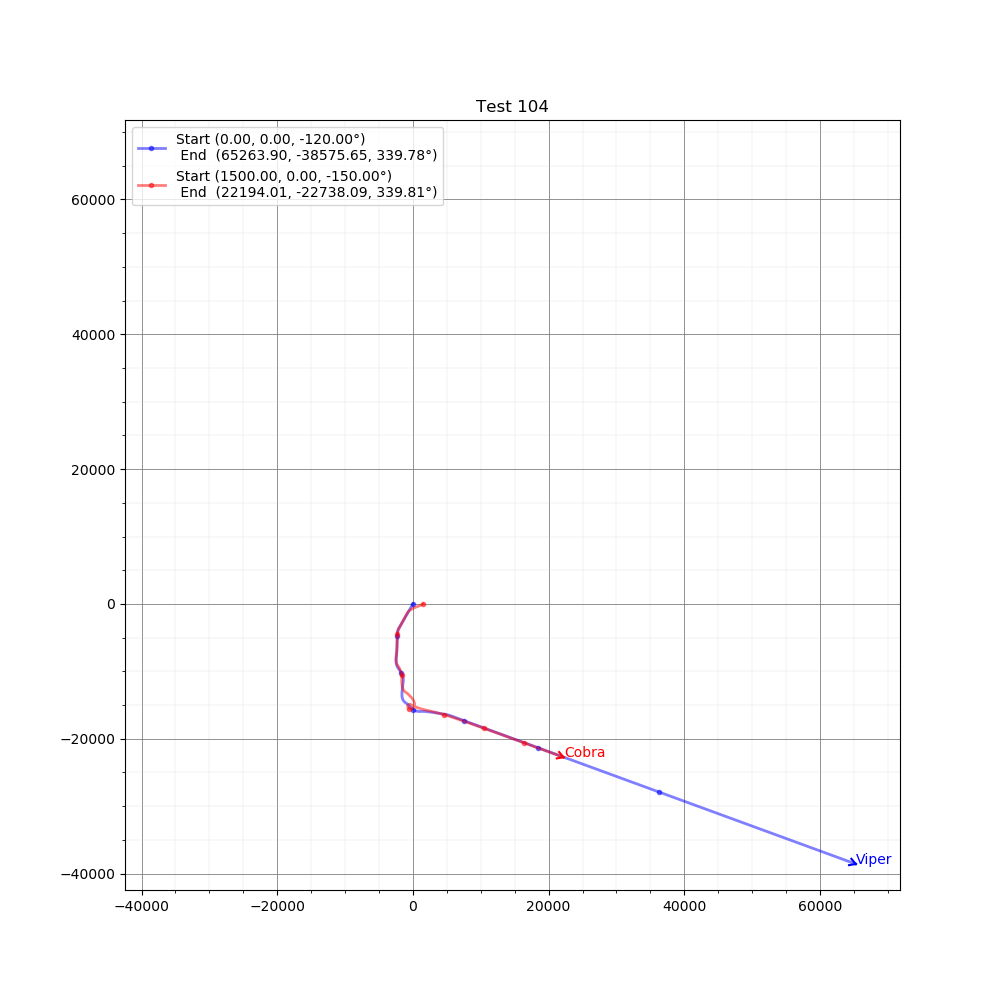 Test 104
Start (0.00, 0.00, -120.00°)
End  (65263.90, -38575.65, 339.78°)
Start (1500.00, 0.00, -150.00°)
End  (22194.01, -22738.09, 339.81°)
60000
40000
20000
0
−20000
−40000
Cobra
Viper
−40000
−20000
0
20000
40000
60000